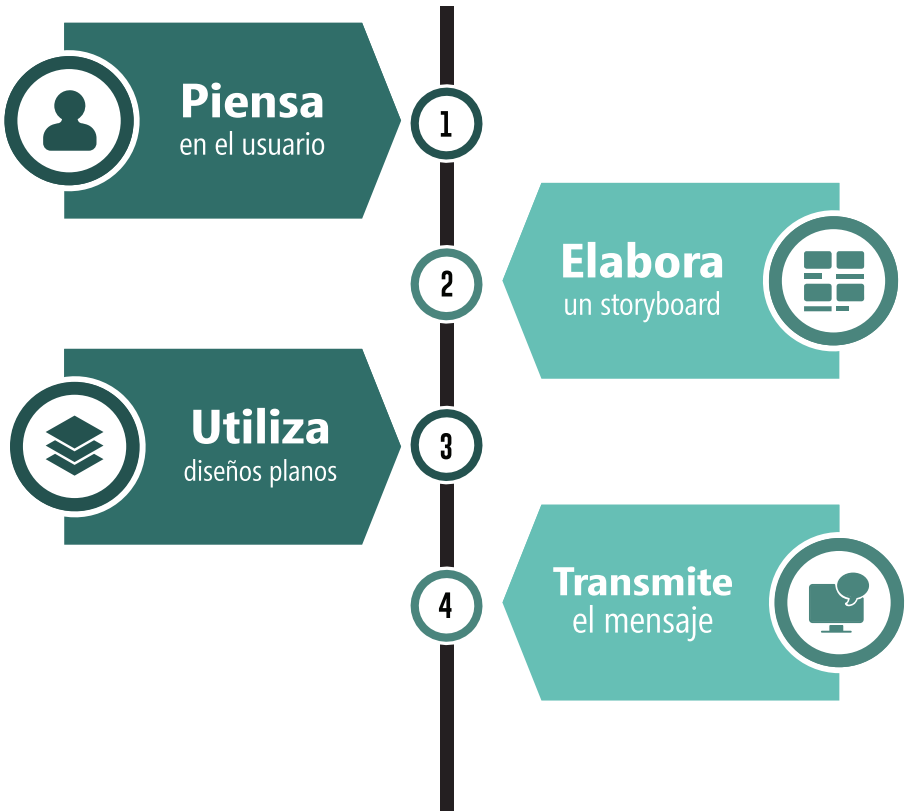 Piensa
en el usuario
1
Elabora
un storyboard
2
Utiliza
diseños planos
3
Transmite
el mensaje
4